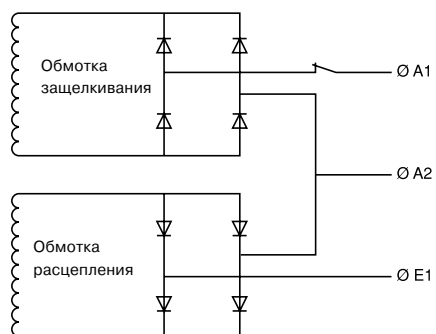 Обмотка
защелкивания
Ø A1
Ø A2
Обмотка
расцепления
Ø E1